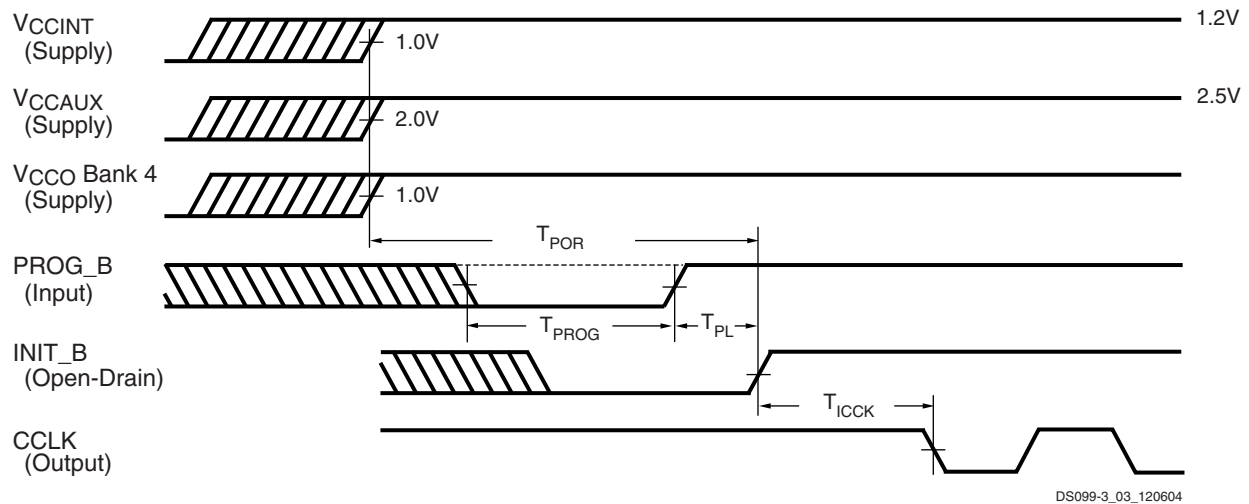 VCCINT
(Supply)
1.0V
1.2V
VCCAUX
(Supply)
2.0V
2.5V
VCCO Bank 4
(Supply)
1.0V
TPOR
PROG_B
(Input)
TPROG
TPL
INIT_B
(Open-Drain)
TICCK
CCLK
(Output)
DS099-3_03_120604